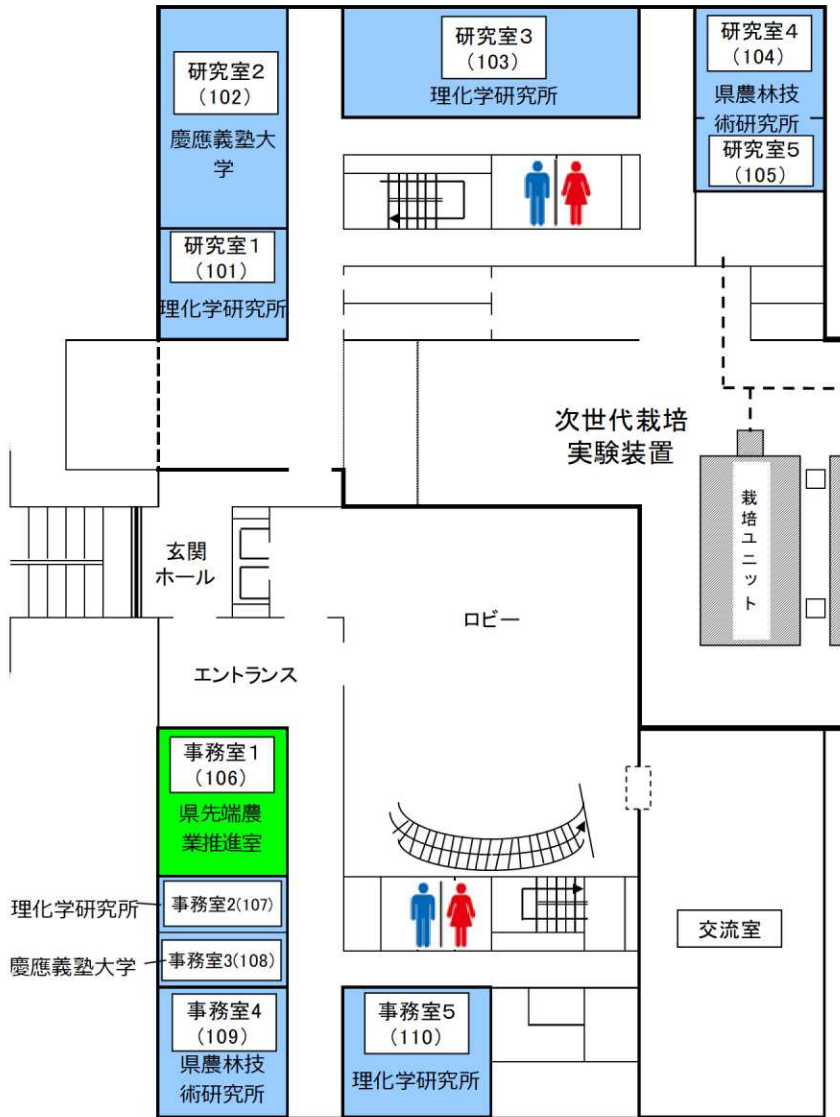 研究室2
(102)
慶應義塾大
学
研究室3
(103)
理化学研究所
研究室4
(104)
県農林技
術研究所
研究室5
(105)
研究室1
(101)
理化学研究所
次世代栽培
実験装置
栽培ユニット
玄関
ホール
ロビー
エントランス
事務室1
(106)
県先端農
業推進室
理化学研究所
事務室2(107)
慶應義塾大学
事務室3(108)
事務室4
(109)
県農林技
術研究所
事務室5
(110)
理化学研究所
交流室